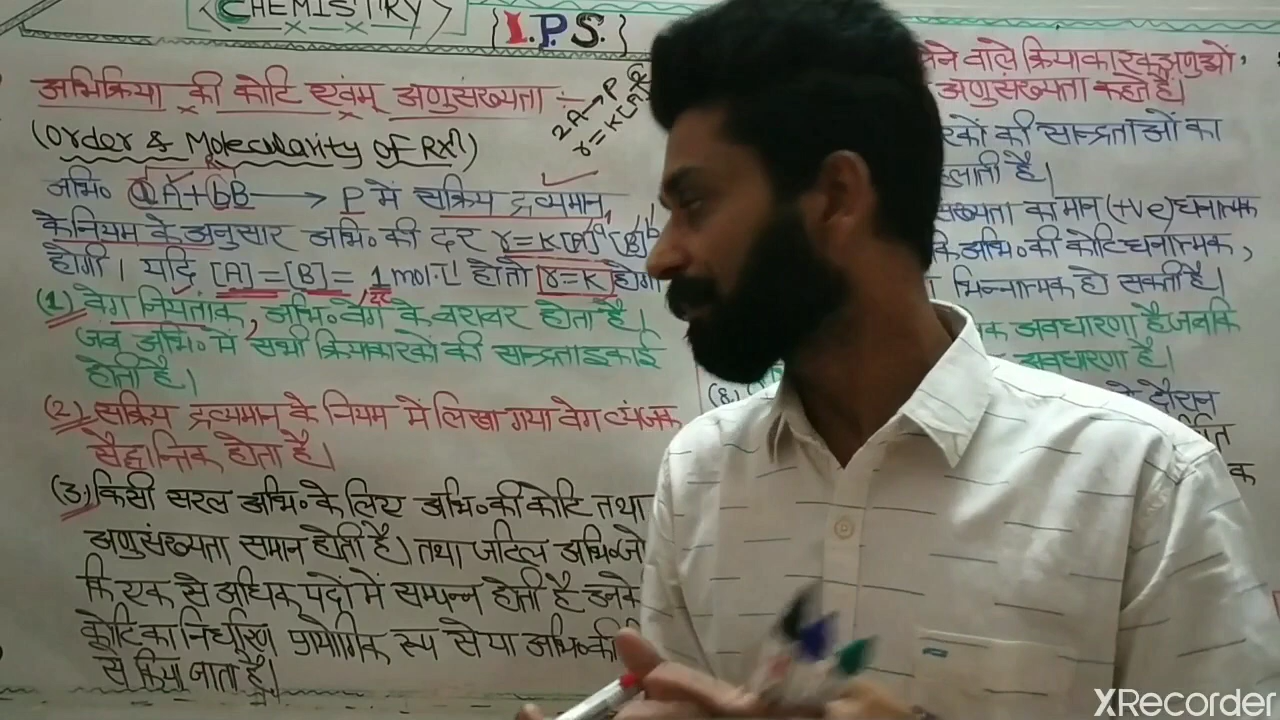 CHEMISTRY
{I.P.S.}
अभिक्रिया की कोटि एंवम् अणुसंख्यता :-
2A → P
(Order & Molecularity of Rxn)
अभि० aA+bB → P में सक्रिय द्रव्यमान
के नियम के अनुसार अभि० की दर r=K[A]ᵃ[B]ᵇ
होगी। यदि [A]=[B]= 1 mol·L⁻¹ हो तो r=K होगा
(1) वेग नियतांक, अभि० वेग के बराबर होता है।
जब अभि० में सभी क्रियाकारकों की सान्द्रता इकाई
होती है।
(2) सक्रिय द्रव्यमान के नियम में लिखा गया वेग व्यंजक
सैद्धान्तिक होता है।
(3) किसी सरल अभि० के लिए अभि० की कोटि तथा
अणुसंख्यता समान होती है। तथा जटिल अभि० जो
कि एक से अधिक पदों में सम्पन्न होती है उनके
कोटि का निर्धारण प्रायोगिक रूप से या अभि० की
से किया जाता है।
वाले क्रियाकारक अणुओं
अणुसंख्यता कहते है।
की सान्द्रताओं का
है।
का मान (+ve) धनात्मक
अभि० की कोटि धनात्मक,
भिन्नात्मक हो सकती है।
अवधारणा है जबकि
अवधारणा है।
(8)
के दौरान
XRecorder